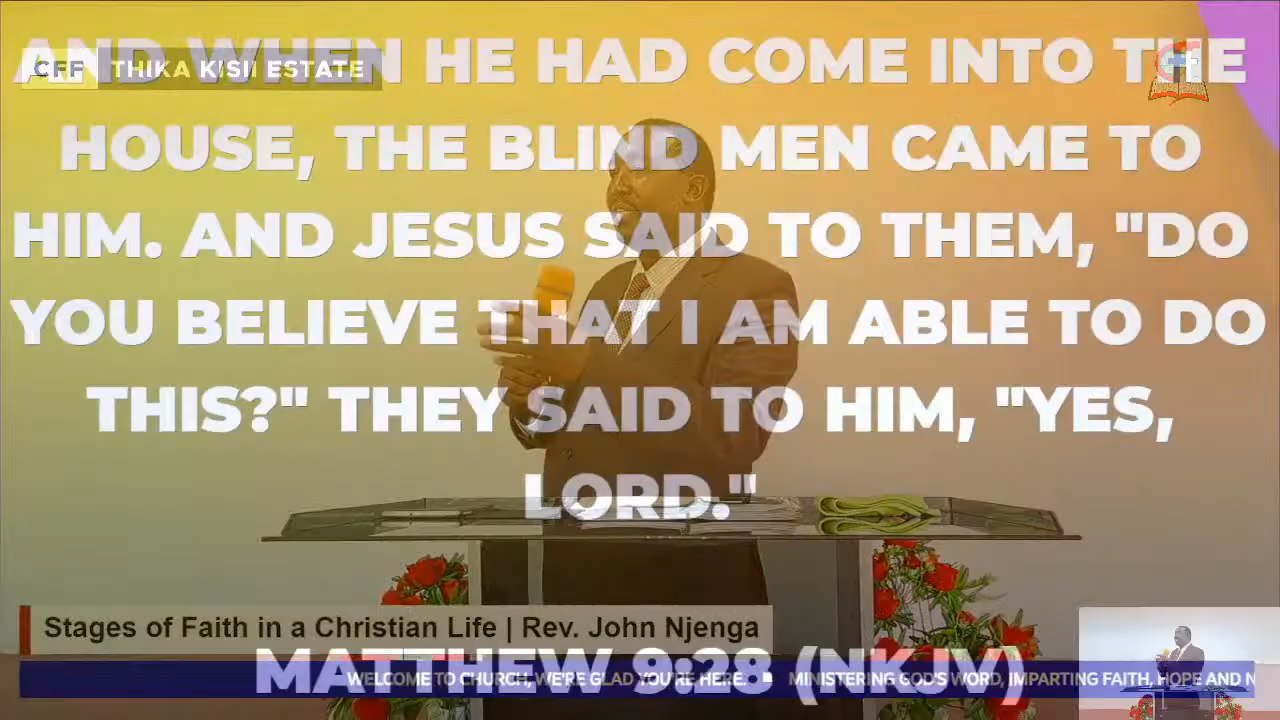 AND WHEN HE HAD COME INTO THE
CFF THIKA KISII ESTATE
HOUSE, THE BLIND MEN CAME TO
HIM. AND JESUS SAID TO THEM, "DO
YOU BELIEVE THAT I AM ABLE TO DO
THIS?" THEY SAID TO HIM, "YES,
LORD."
Stages of Faith in a Christian Life | Rev. John Njenga
MATTHEW 9:28 (NKJV)
WELCOME TO CHURCH, WE'RE GLAD YOU'RE HERE. ■ MINISTERING GOD'S WORD, IMPARTING FAITH, HOPE AND